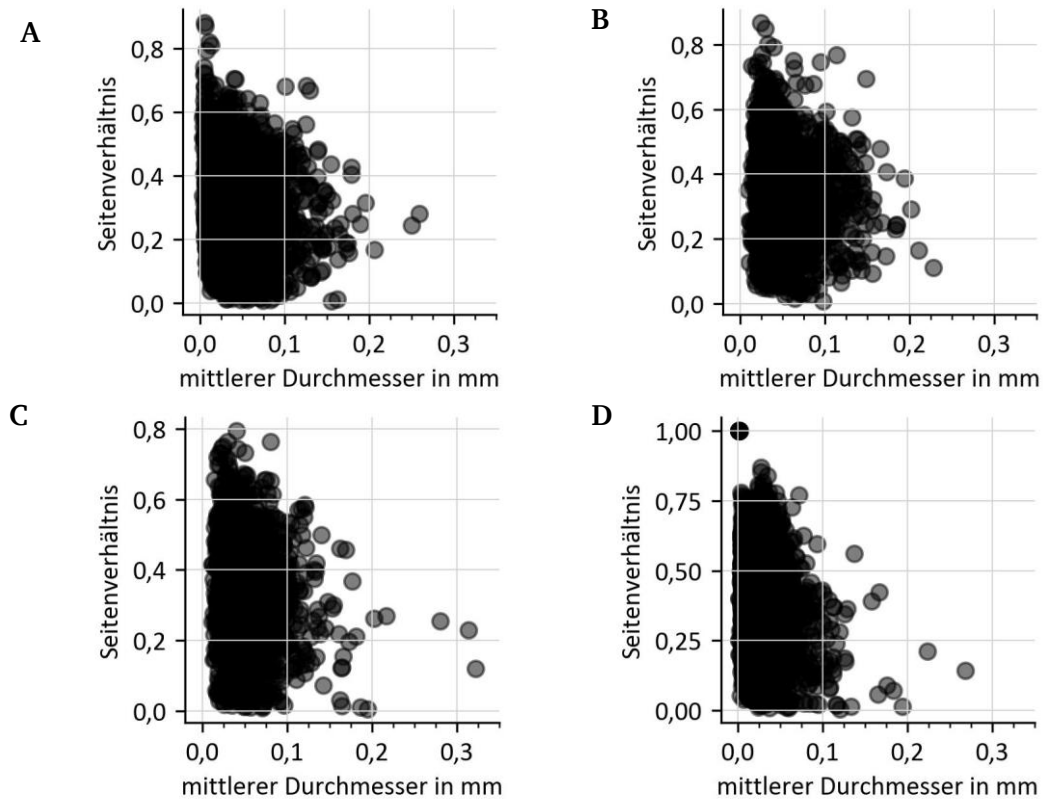 A
Seitenverhältnis
0,8
0,6
0,4
0,2
0,0
0,0 0,1 0,2 0,3
mittlerer Durchmesser in mm
B
Seitenverhältnis
0,8
0,6
0,4
0,2
0,0
0,0 0,1 0,2 0,3
mittlerer Durchmesser in mm
C
Seitenverhältnis
0,8
0,6
0,4
0,2
0,0
0,0 0,1 0,2 0,3
mittlerer Durchmesser in mm
D
Seitenverhältnis
1,00
0,75
0,50
0,25
0,00
0,0 0,1 0,2 0,3
mittlerer Durchmesser in mm